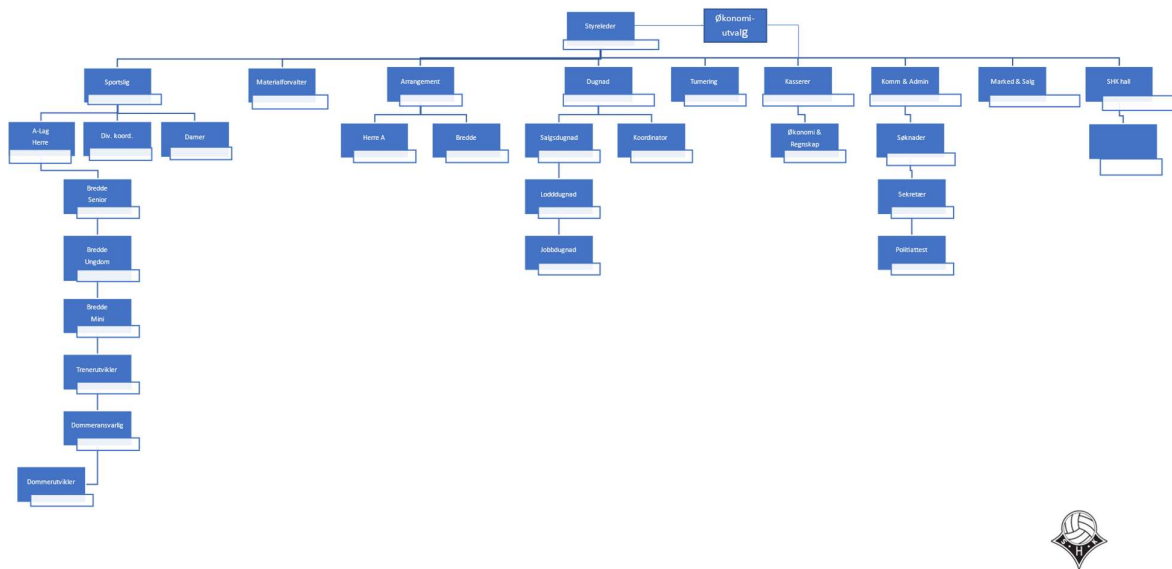 Styreleder
Økonomi-
utvalg
Sportslig
Materialforvalter
Arrangement
Dugnad
Turnering
Kasserer
Komm & Admin
Marked & Salg
SHK hall
A-Lag
Herre
Div. koord.
Damer
Herre A
Bredde
Salgsdugnad
Koordinator
Økonomi &
Regnskap
Søknader
Bredde
Senior
Lodddugnad
Sekretær
Bredde
Ungdom
Jobbdugnad
Politiattest
Bredde
Mini
Trenerutvikler
Dommeransvarlig
Dommerutvikler
S H K